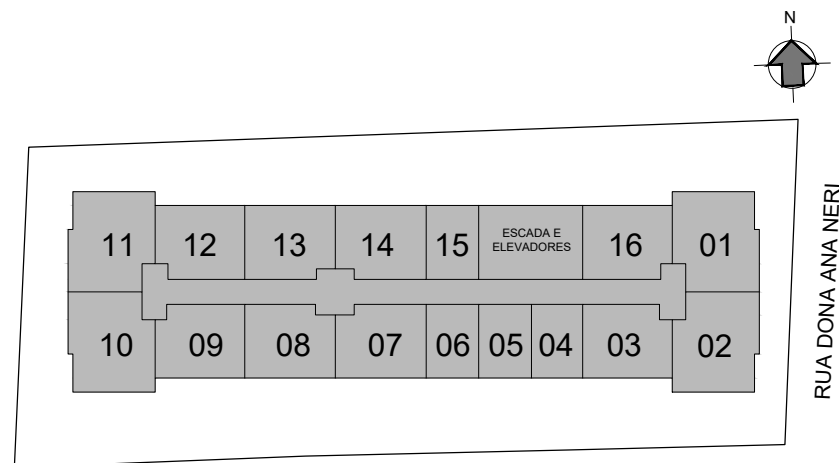 N
11 12 13 14 15 ESCADA E
ELEVADORES 16 01
10 09 08 07 06 05 04 03 02
RUA DONA ANA NERI